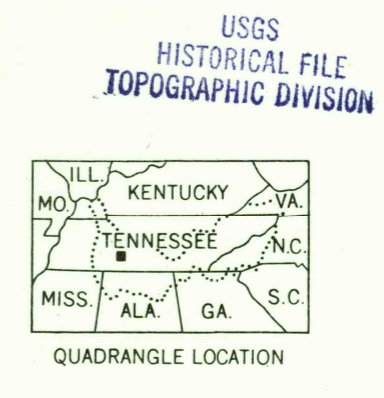 USGS
HISTORICAL FILE
TOPOGRAPHIC DIVISION
ILL.
MO.
KENTUCKY
VA.
TENNESSEE
N.C.
MISS.
ALA.
GA.
S.C.
QUADRANGLE LOCATION